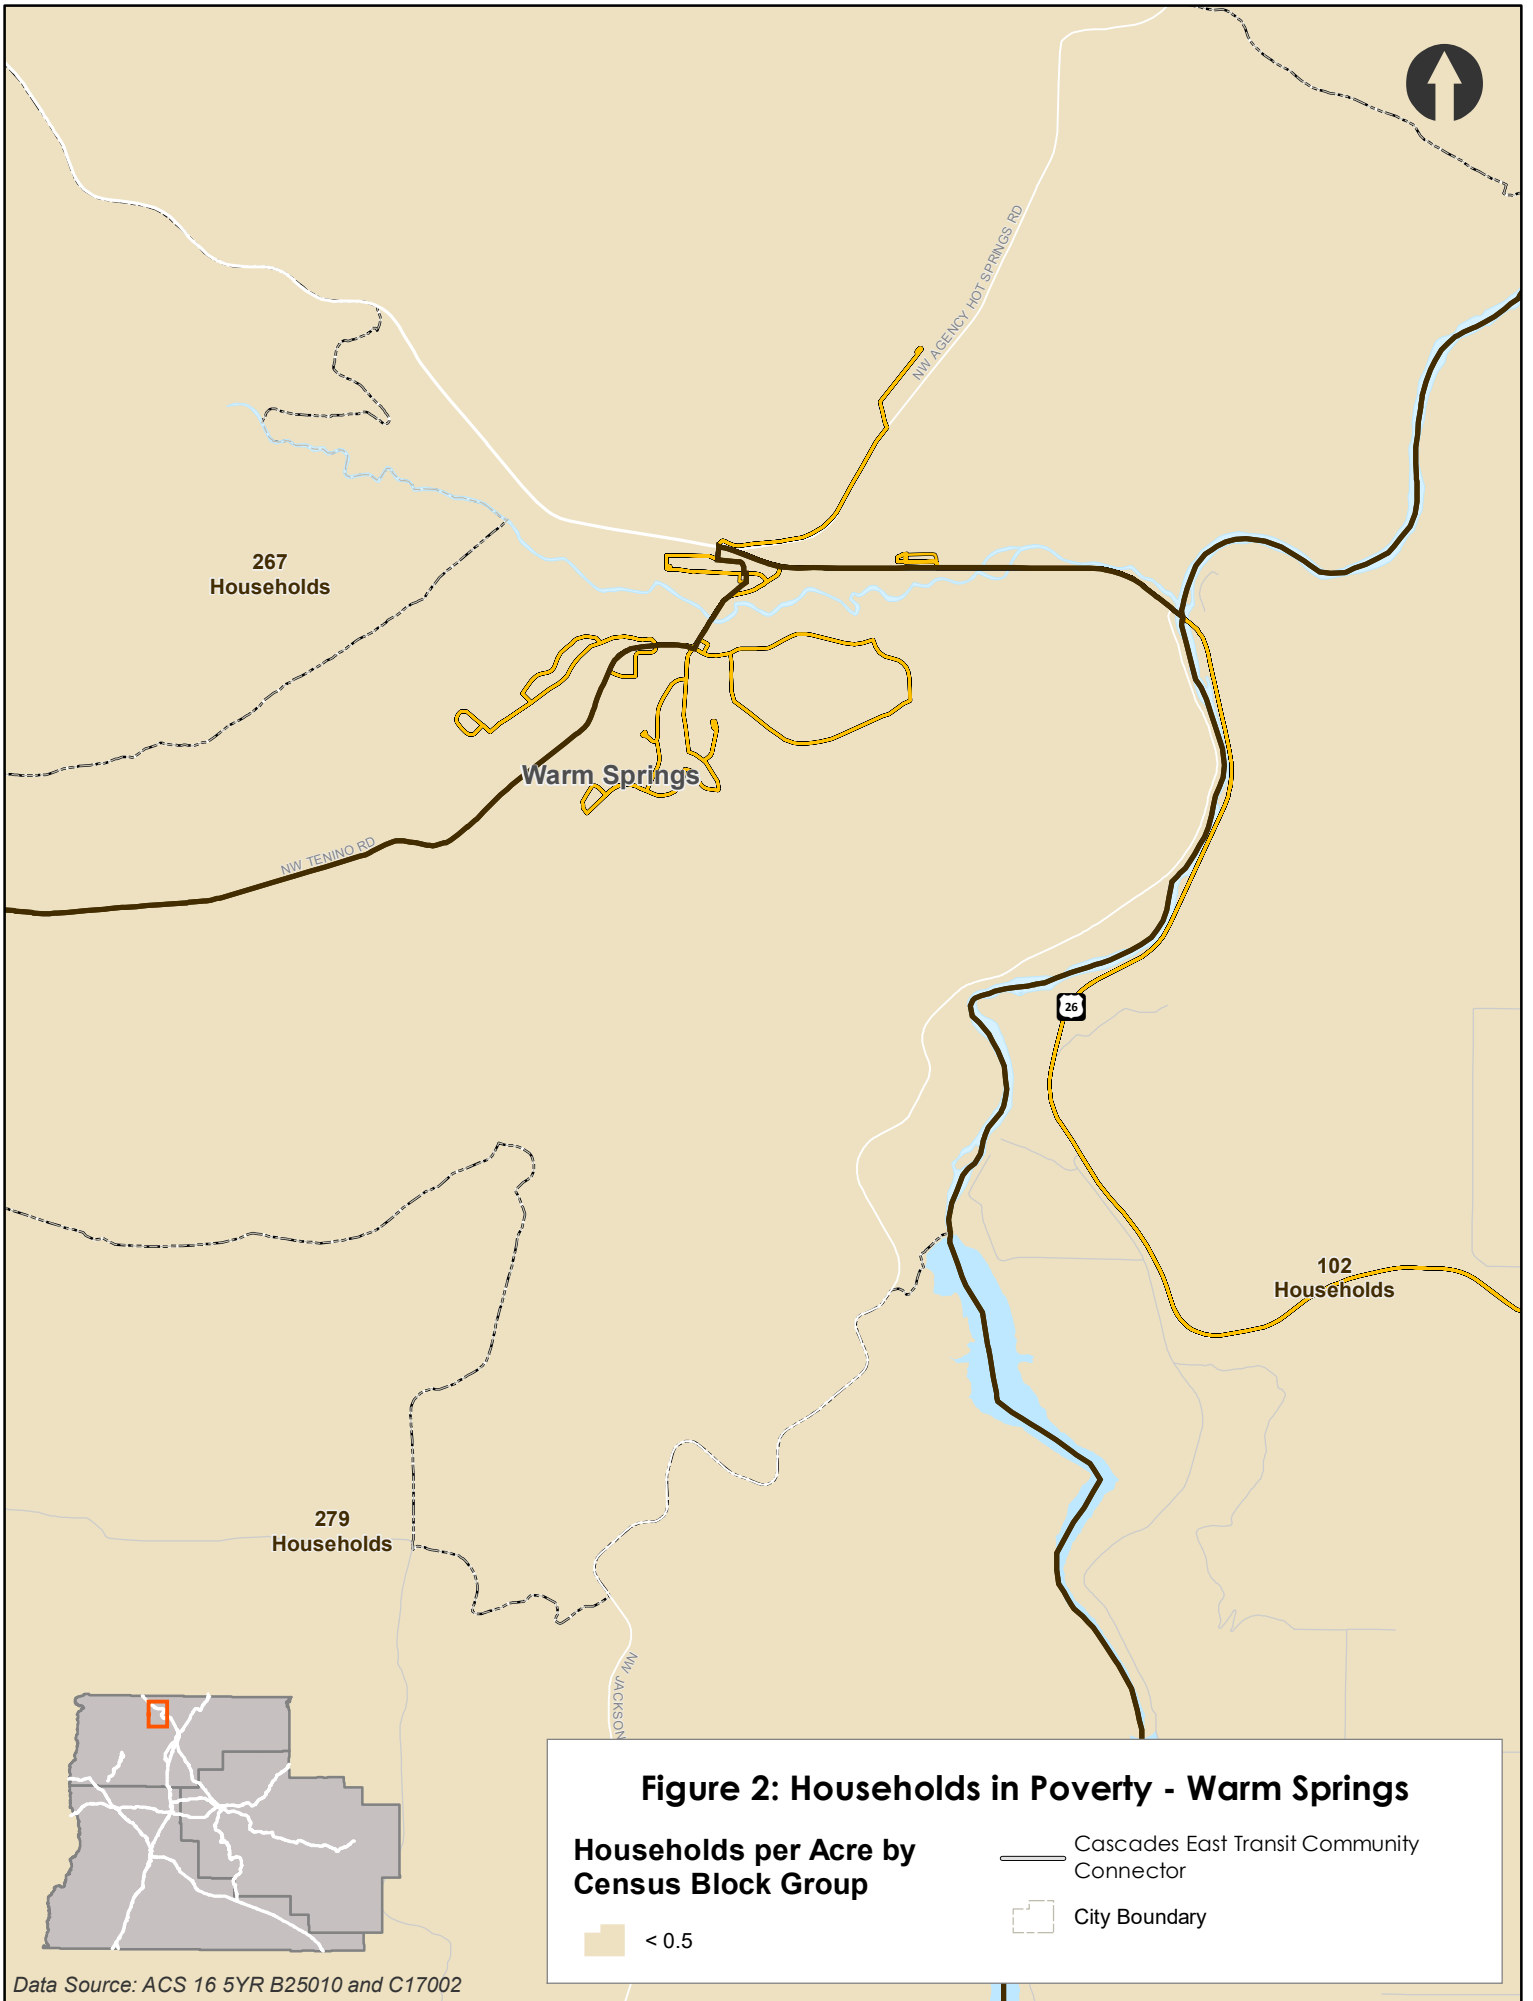 NW AGENCY HOT SPRINGS RD
267
Households
Warm Springs
NW TENINO RD
26
102
Households
279
Households
NW JACKSON
Figure 2: Households in Poverty - Warm Springs
Households per Acre by
Census Block Group
< 0.5
Cascades East Transit Community
Connector
City Boundary
Data Source: ACS 16 5YR B25010 and C17002